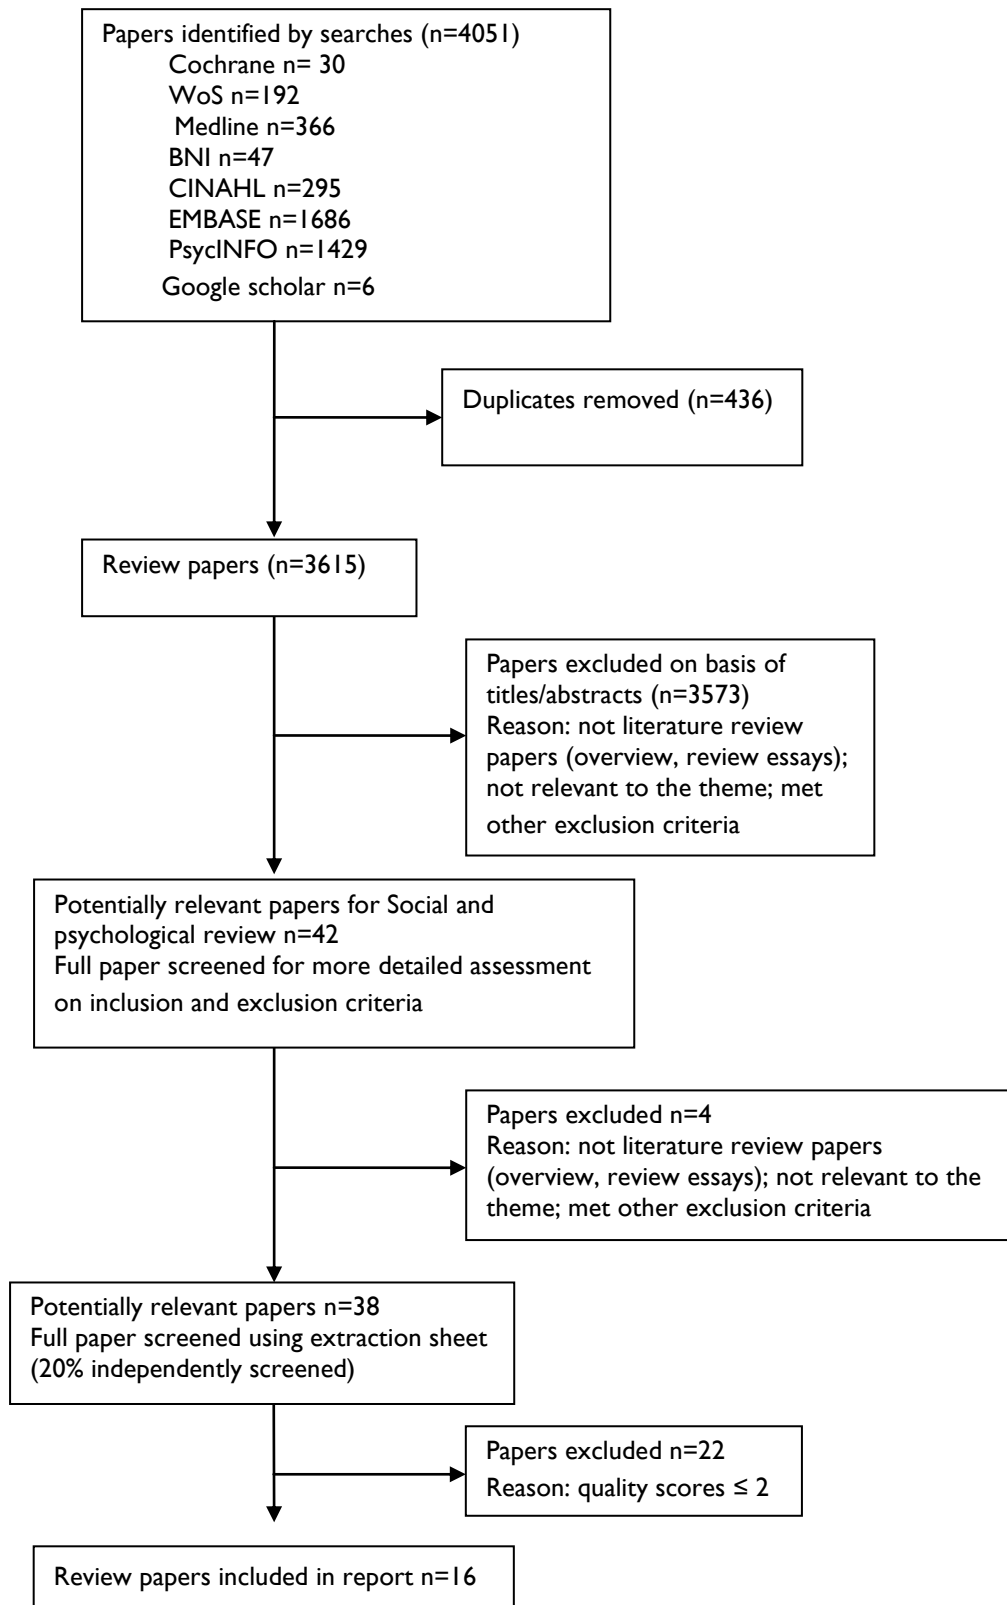 Papers identified by searches (n=4051)
Cochrane n= 30
WoS n=192
Medline n=366
BNI n=47
CINAHL n=295
EMBASE n=1686
PsycINFO n=1429
Google scholar n=6
Duplicates removed (n=436)
Review papers (n=3615)
Papers excluded on basis of
titles/abstracts (n=3573)
Reason: not literature review
papers (overview, review essays);
not relevant to the theme; met
other exclusion criteria
Potentially relevant papers for Social and
psychological review n=42
Full paper screened for more detailed assessment
on inclusion and exclusion criteria
Papers excluded n=4
Reason: not literature review papers
(overview, review essays); not relevant to the
theme; met other exclusion criteria
Potentially relevant papers n=38
Full paper screened using extraction sheet
(20% independently screened)
Papers excluded n=22
Reason: quality scores ≤ 2
Review papers included in report n=16